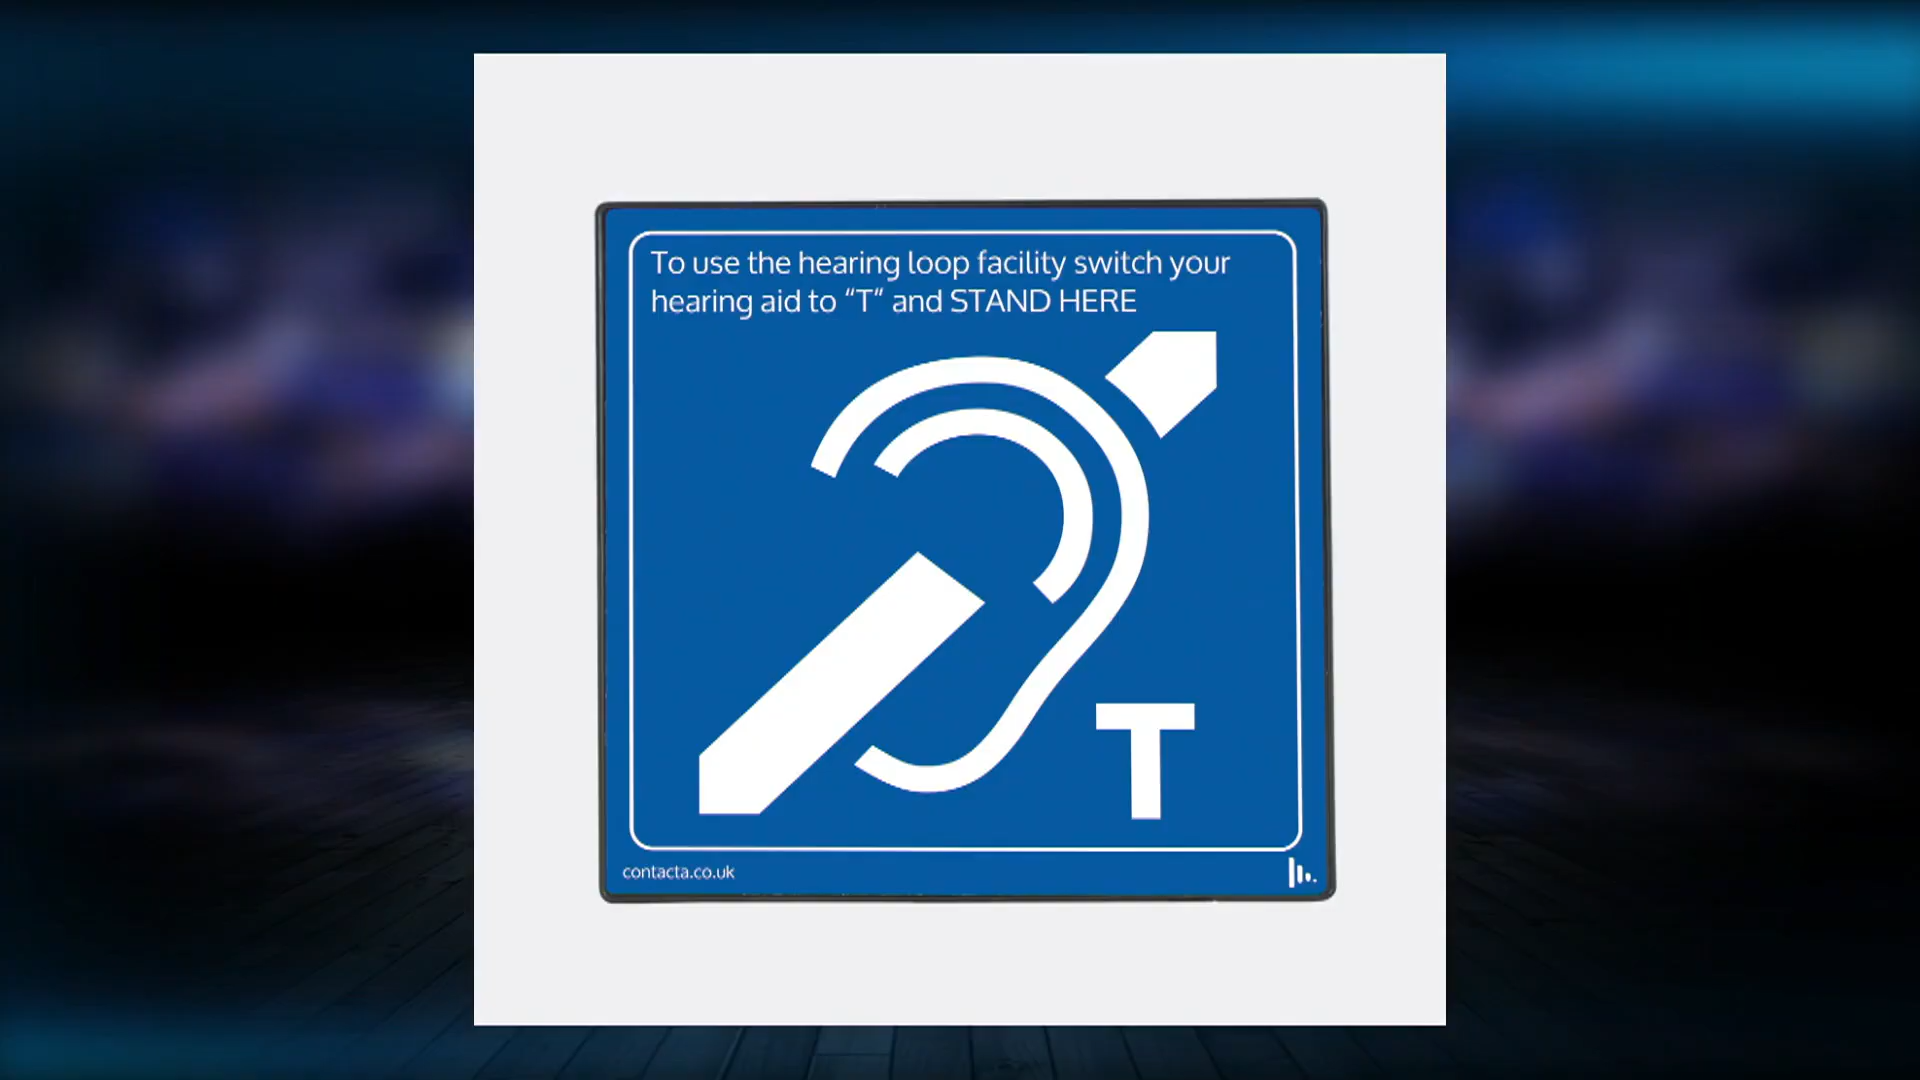 To use the hearing loop facility switch your
hearing aid to “T” and STAND HERE
T
contacta.co.uk